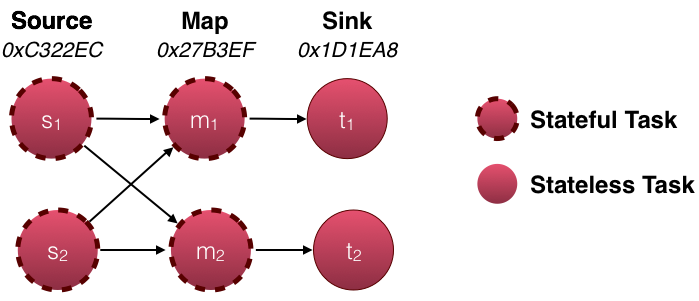 Source Map Sink
0xC322EC 0x27B3EF 0x1D1EA8
s1 m1 t1
Stateful Task
Stateless Task
s2 m2 t2